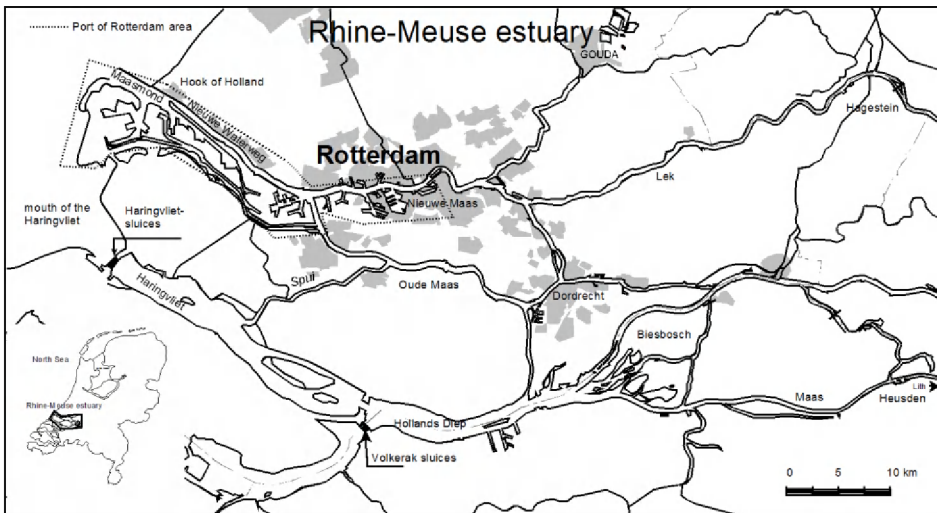 Rhine-Meuse estuary
Port of Rotterdam area
GOUDA
Hook of Holland
Maasmond
Nieuwe Waterweg
Hagestein
Rotterdam
Lek
Nieuwe-Maas
mouth of the
Haringvliet
Haringvliet-
sluices
Spui
Haringvliet
Oude Maas
Dordrecht
Biesbosch
North Sea
Rhine-Meuse estuary
Lith
Heusden
Maas
Hollands Diep
Volkerak sluices
0 5 10 km